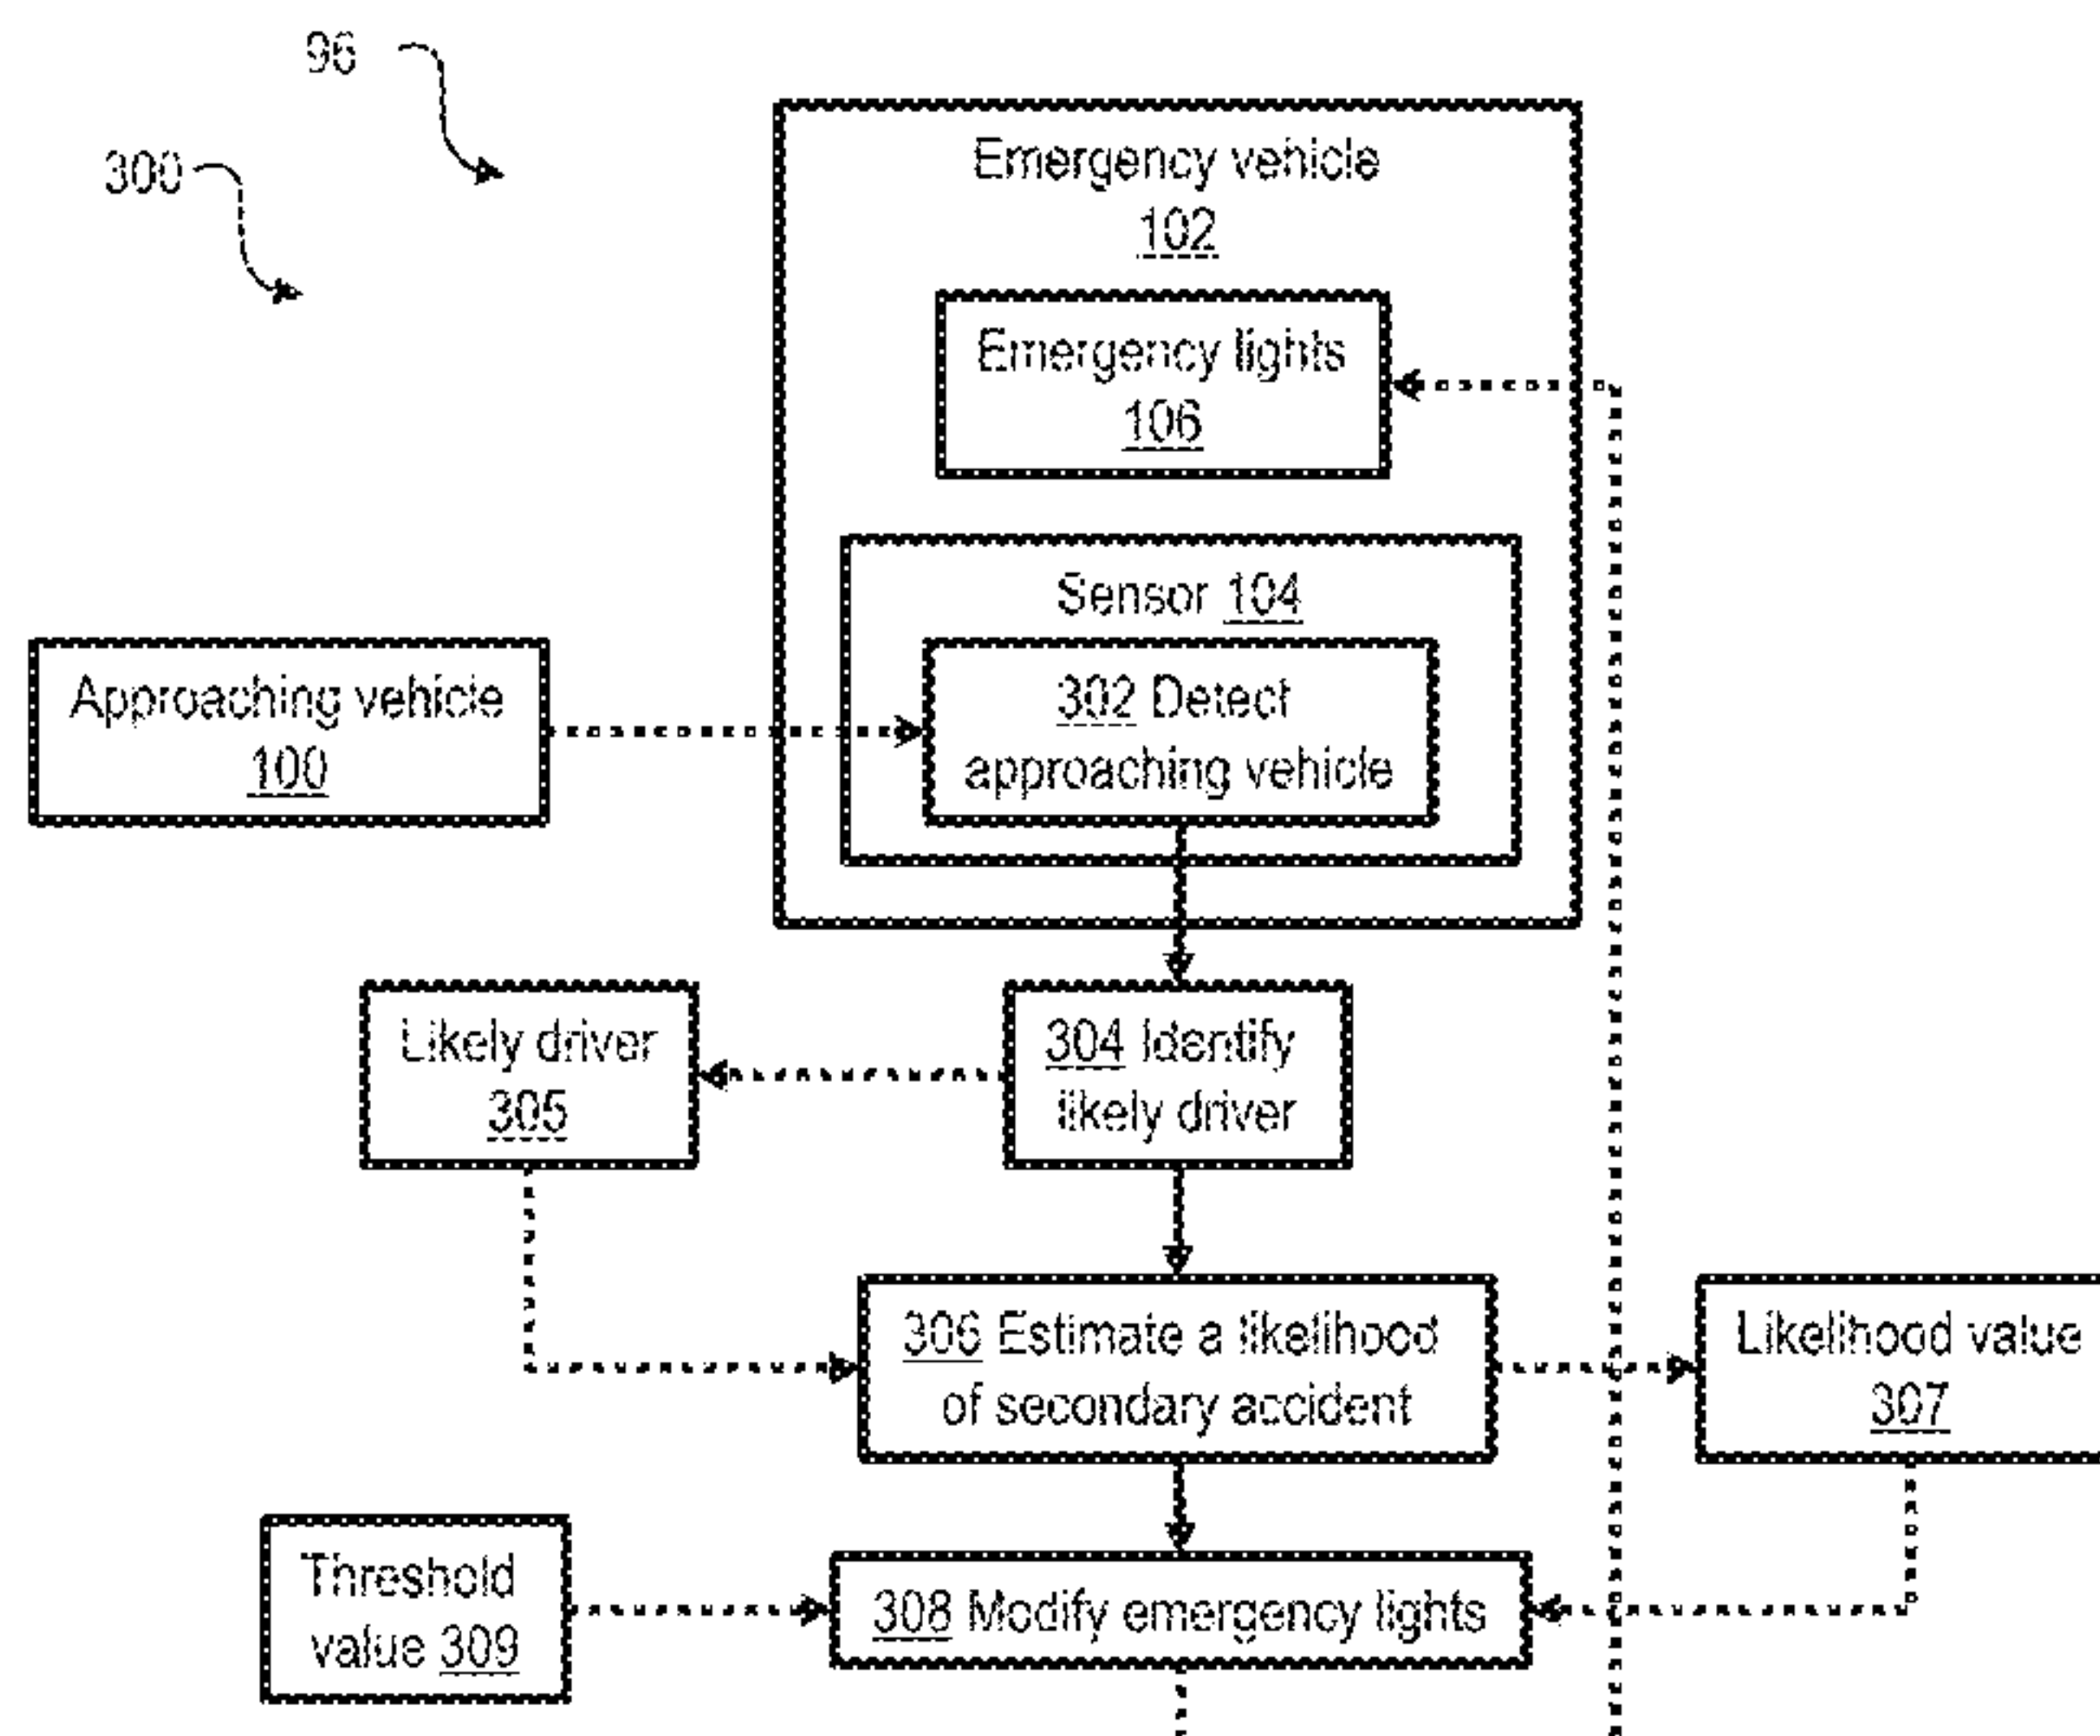 96
300
Emergency vehicle
102
Emergency lights
106
Sensor 104
Approaching vehicle
100
302 Detect
approaching vehicle
Likely driver
305
304 Identify
likely driver
306 Estimate a likelihood
of secondary accident
Likelihood value
307
Threshold
value 309
308 Modify emergency lights